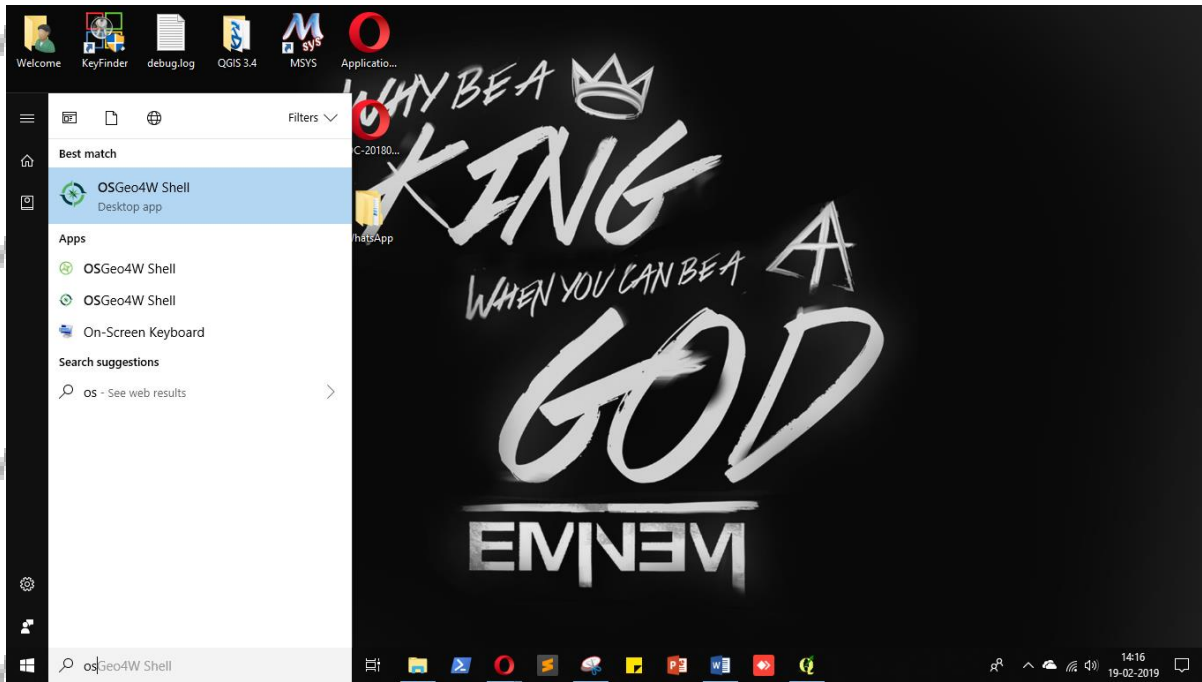 Welcome
KeyFinder
debug.log
QGIS 3.4
MSYS
Applicatio...
Filters
Best match
OSGeo4W Shell
Desktop app
Apps
OSGeo4W Shell
OSGeo4W Shell
On-Screen Keyboard
Search suggestions
os - See web results
C-20180...
hatsApp
WHY BE A
KING
WHEN YOU CAN BE A
GOD
EMINEM
osGeo4W Shell
14:16
19-02-2019